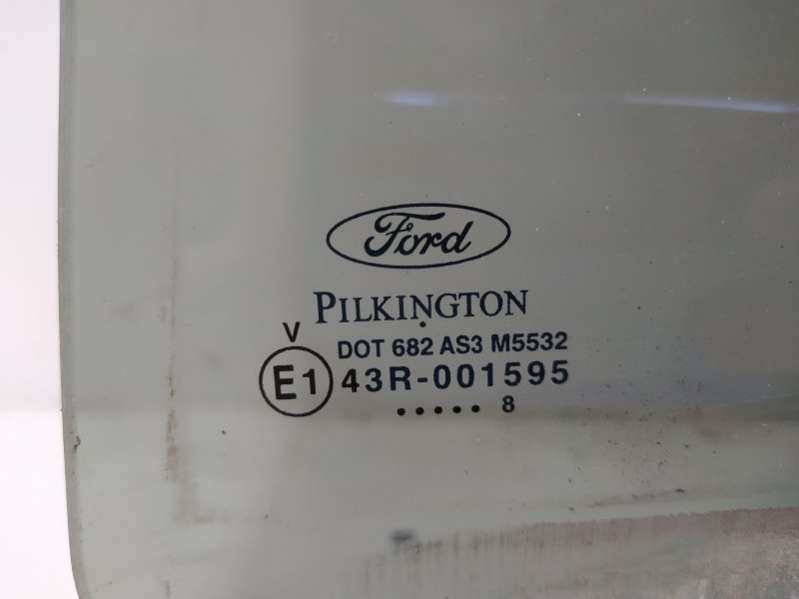 Ford
PILKINGTON
V
DOT 682 AS3 M5532
E1 43R-001595
..... 8